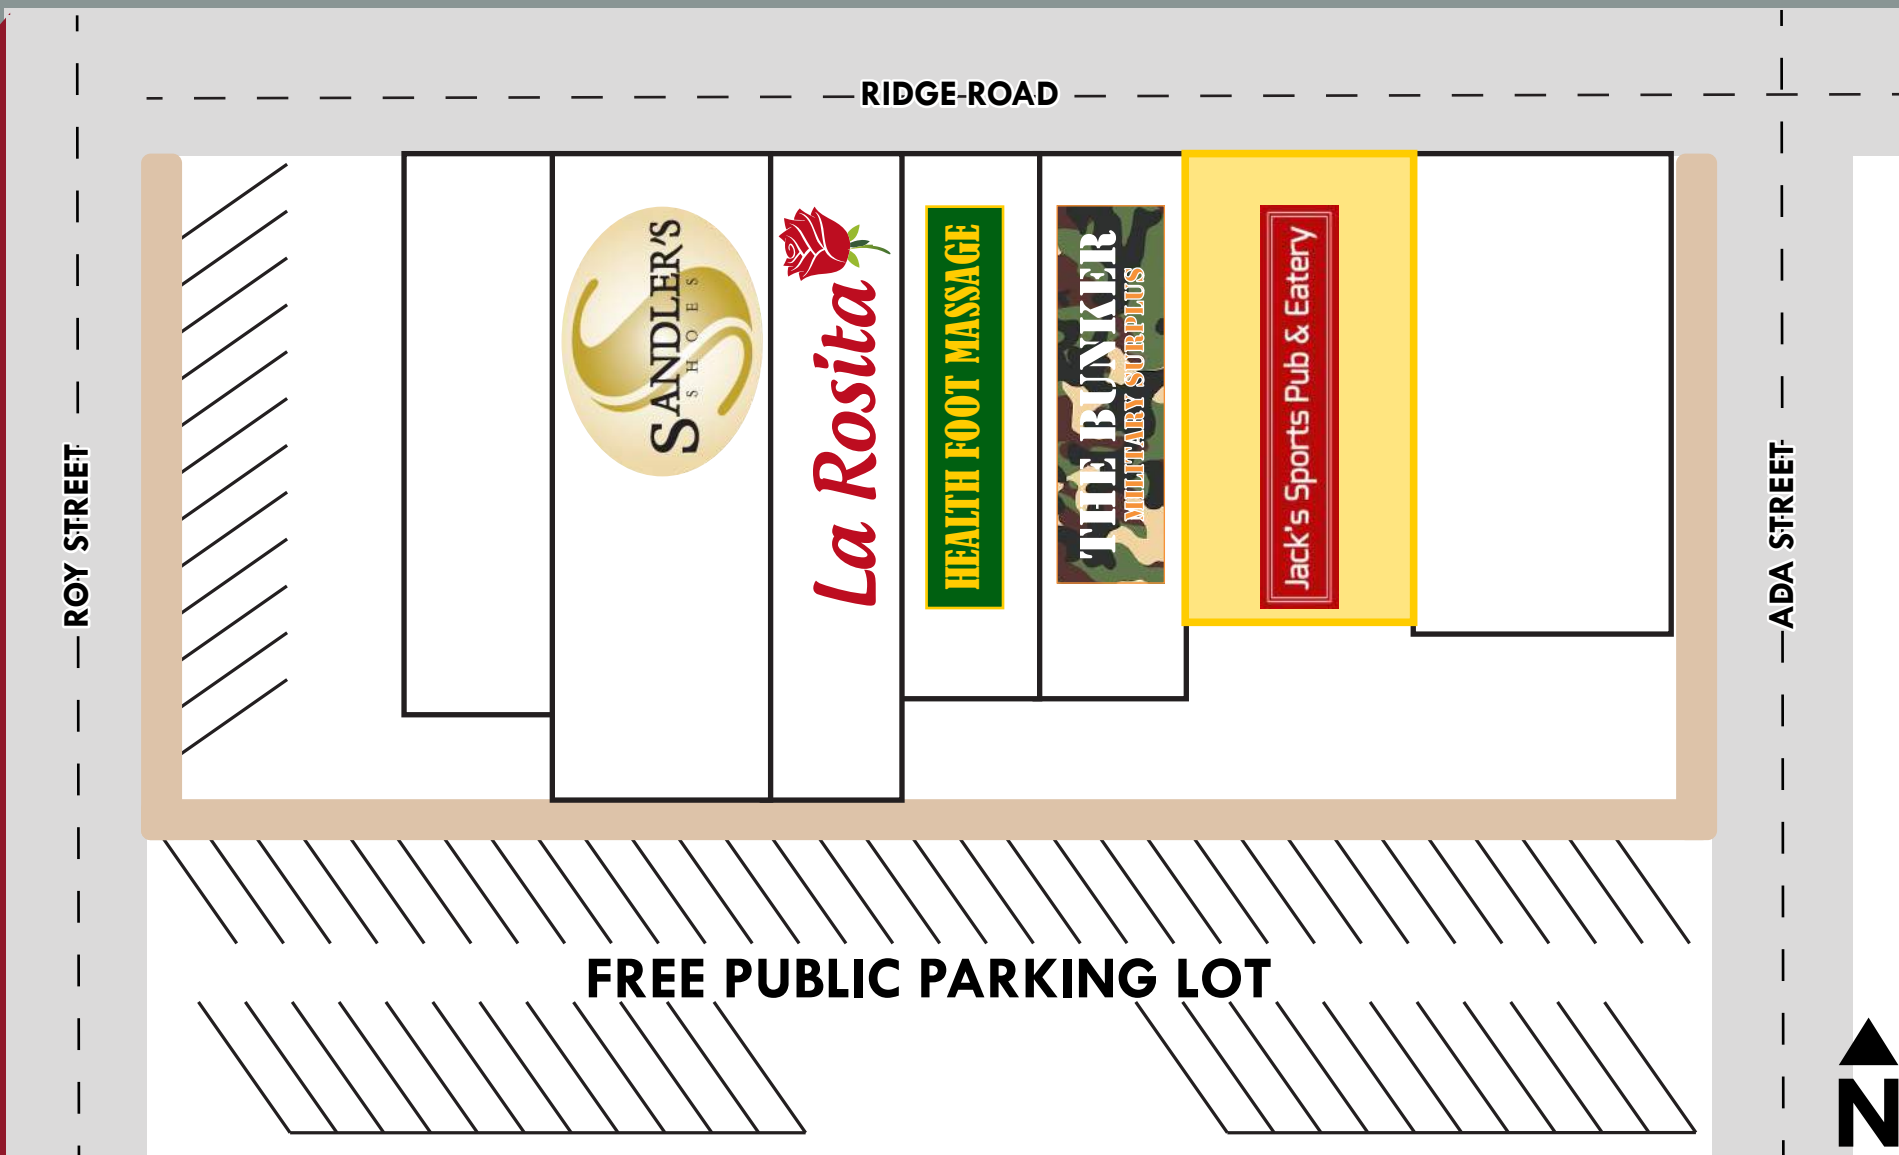 RIDGE ROAD
ROY STREET
SANDLER'S
SHOES
La Rosita
HEALTH FOOT MASSAGE
THE BUNKER
MILITARY SURPLUS
Jack's Sports Pub & Eatery
ADA STREET
FREE PUBLIC PARKING LOT
N